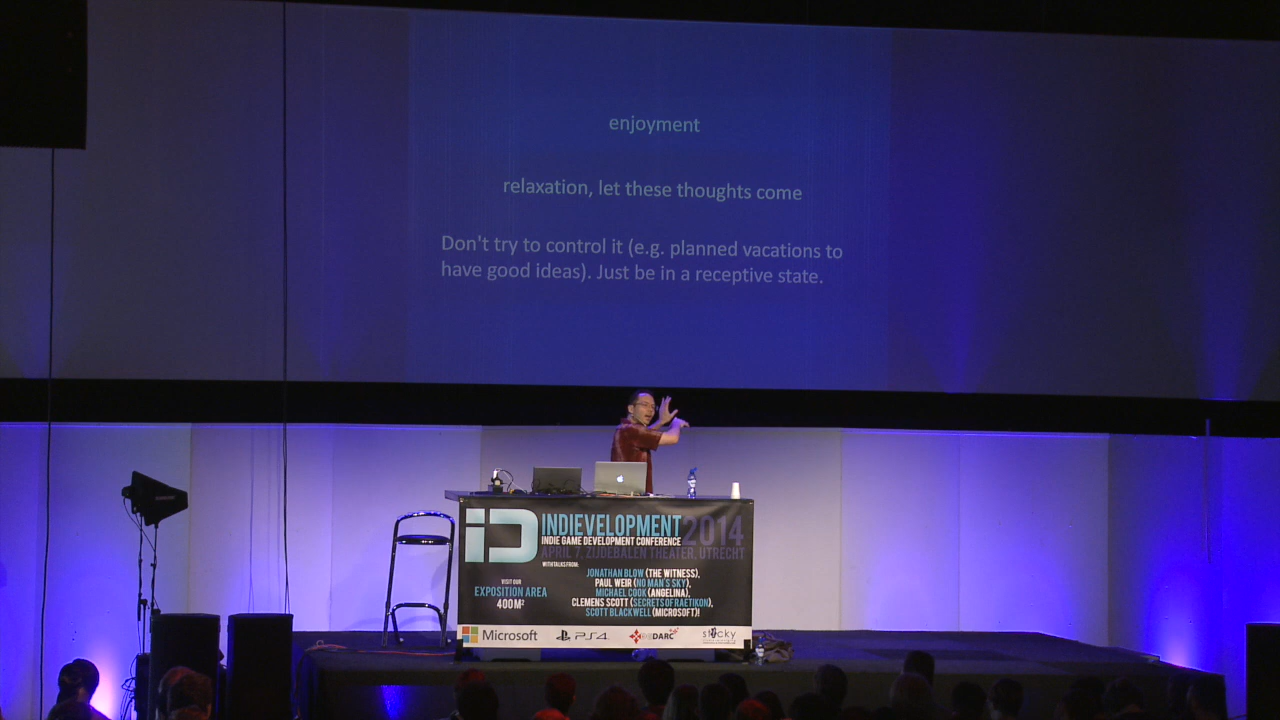 enjoyment
relaxation, let these thoughts come
Don't try to control it (e.g. planned vacations to
have good ideas). Just be in a receptive state.
iD
INDIEVELOPMENT 2014
INDIE GAME DEVELOPMENT CONFERENCE
APRIL 7, ZIJDEBALEN THEATER, UTRECHT
WITH TALKS FROM:
JONATHAN BLOW (THE WITNESS),
PAUL WEIR (NO MAN'S SKY),
MICHAEL COOK (ANGELINA),
CLEMENS SCOTT (SECRETS OF RAETIKON),
SCOTT BLACKWELL (MICROSOFT)!
VISIT OUR
EXPOSITION AREA
400M²
Microsoft
PS4